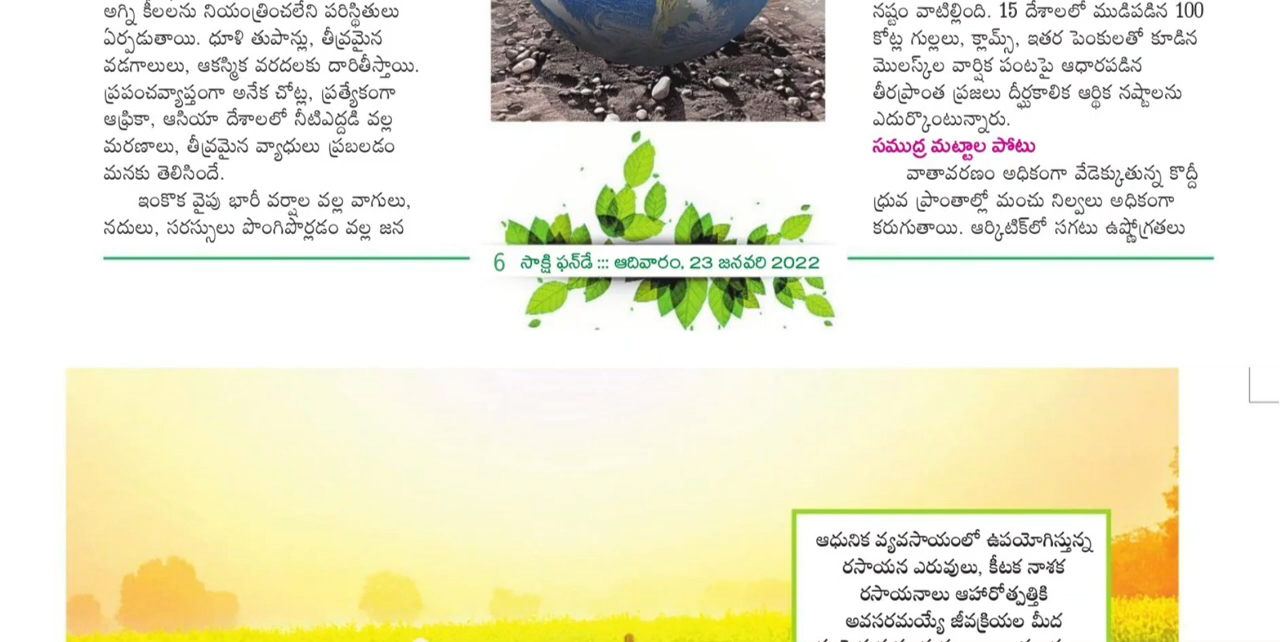 అగ్ని కీలలను నియంత్రించలేని పరిస్థితులు
ఏర్పడుతాయి. ధూళి తుపాన్లు, తీవ్రమైన
వడగాలులు, ఆకస్మిక వరదలకు దారితీస్తాయి.
ప్రపంచవ్యాప్తంగా అనేక చోట్ల, ప్రత్యేకంగా
ఆఫ్రికా, ఆసియా దేశాలలో నీటిఎద్దడి వల్ల
మరణాలు, తీవ్రమైన వ్యాధులు ప్రబలడం
మనకు తెలిసిందే.
ఇంకొక వైపు భారీ వర్షాల వల్ల వాగులు,
నదులు, సరస్సులు పొంగిపొర్లడం వల్ల జన
నష్టం వాటిల్లింది. 15 దేశాలలో ముడిపడిన 100
కోట్ల గుల్లలు, క్లామ్స్, ఇతర పెంకులతో కూడిన
మొలస్క్‌ల వార్షిక పంటపై ఆధారపడిన
తీరప్రాంత ప్రజలు దీర్ఘకాలిక ఆర్థిక నష్టాలను
ఎదుర్కొంటున్నారు.
సముద్ర మట్టాల పోటు
వాతావరణం అధికంగా వేడెక్కుతున్న కొద్దీ
ధ్రువ ప్రాంతాల్లో మంచు నిల్వలు అధికంగా
కరుగుతాయి. ఆర్కిటిక్‌లో సగటు ఉష్ణోగ్రతలు
6 సాక్షి ఫన్‌డే ::: ఆదివారం, 23 జనవరి 2022
ఆధునిక వ్యవసాయంలో ఉపయోగిస్తున్న
రసాయన ఎరువులు, కీటక నాశక
రసాయనాలు ఆహారోత్పత్తికి
అవసరమయ్యే జీవక్రియల మీద